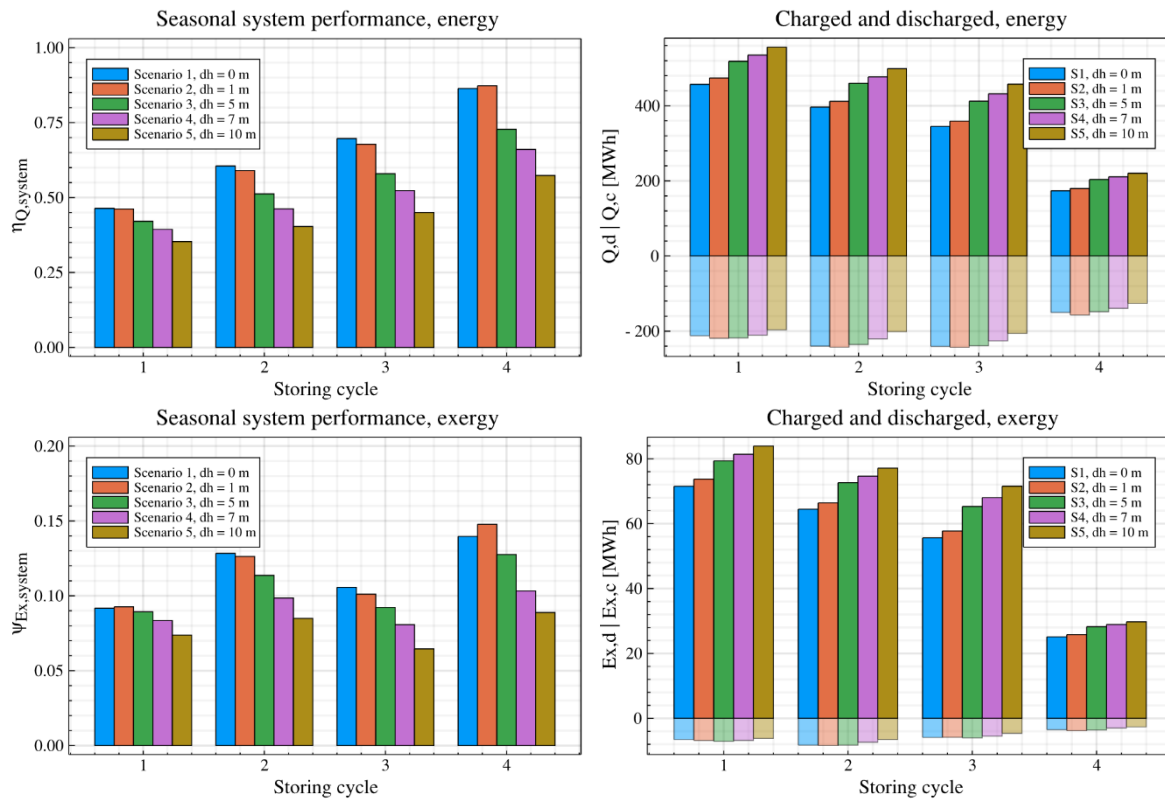 Seasonal system performance, energy
1.00
0.75
0.50
0.25
0.00
ηQ,system
Scenario 1, dh = 0 m
Scenario 2, dh = 1 m
Scenario 3, dh = 5 m
Scenario 4, dh = 7 m
Scenario 5, dh = 10 m
1 2 3 4
Storing cycle
Charged and discharged, energy
400
200
0
-200
Q,d | Q,c [MWh]
S1, dh = 0 m
S2, dh = 1 m
S3, dh = 5 m
S4, dh = 7 m
S5, dh = 10 m
1 2 3 4
Storing cycle
Seasonal system performance, exergy
0.20
0.15
0.10
0.05
0.00
ΨEx,system
Scenario 1, dh = 0 m
Scenario 2, dh = 1 m
Scenario 3, dh = 5 m
Scenario 4, dh = 7 m
Scenario 5, dh = 10 m
1 2 3 4
Storing cycle
Charged and discharged, exergy
80
60
40
20
0
Ex,d | Ex,c [MWh]
S1, dh = 0 m
S2, dh = 1 m
S3, dh = 5 m
S4, dh = 7 m
S5, dh = 10 m
1 2 3 4
Storing cycle